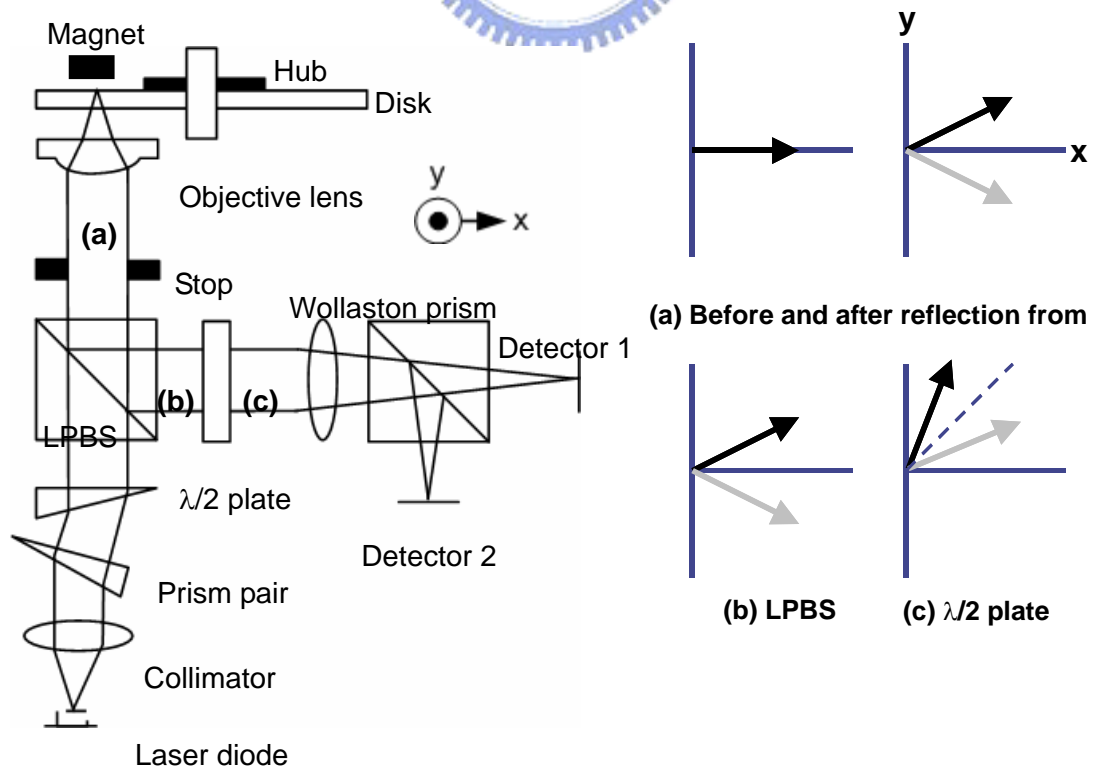 Magnet
Hub
Disk
y
x
Objective lens
(a)
Stop
Wollaston prism
Detector 1
(b)
(c)
LPBS
λ/2 plate
Detector 2
Prism pair
Collimator
Laser diode
y
x
(a) Before and after reflection from
(b) LPBS
(c) λ/2 plate